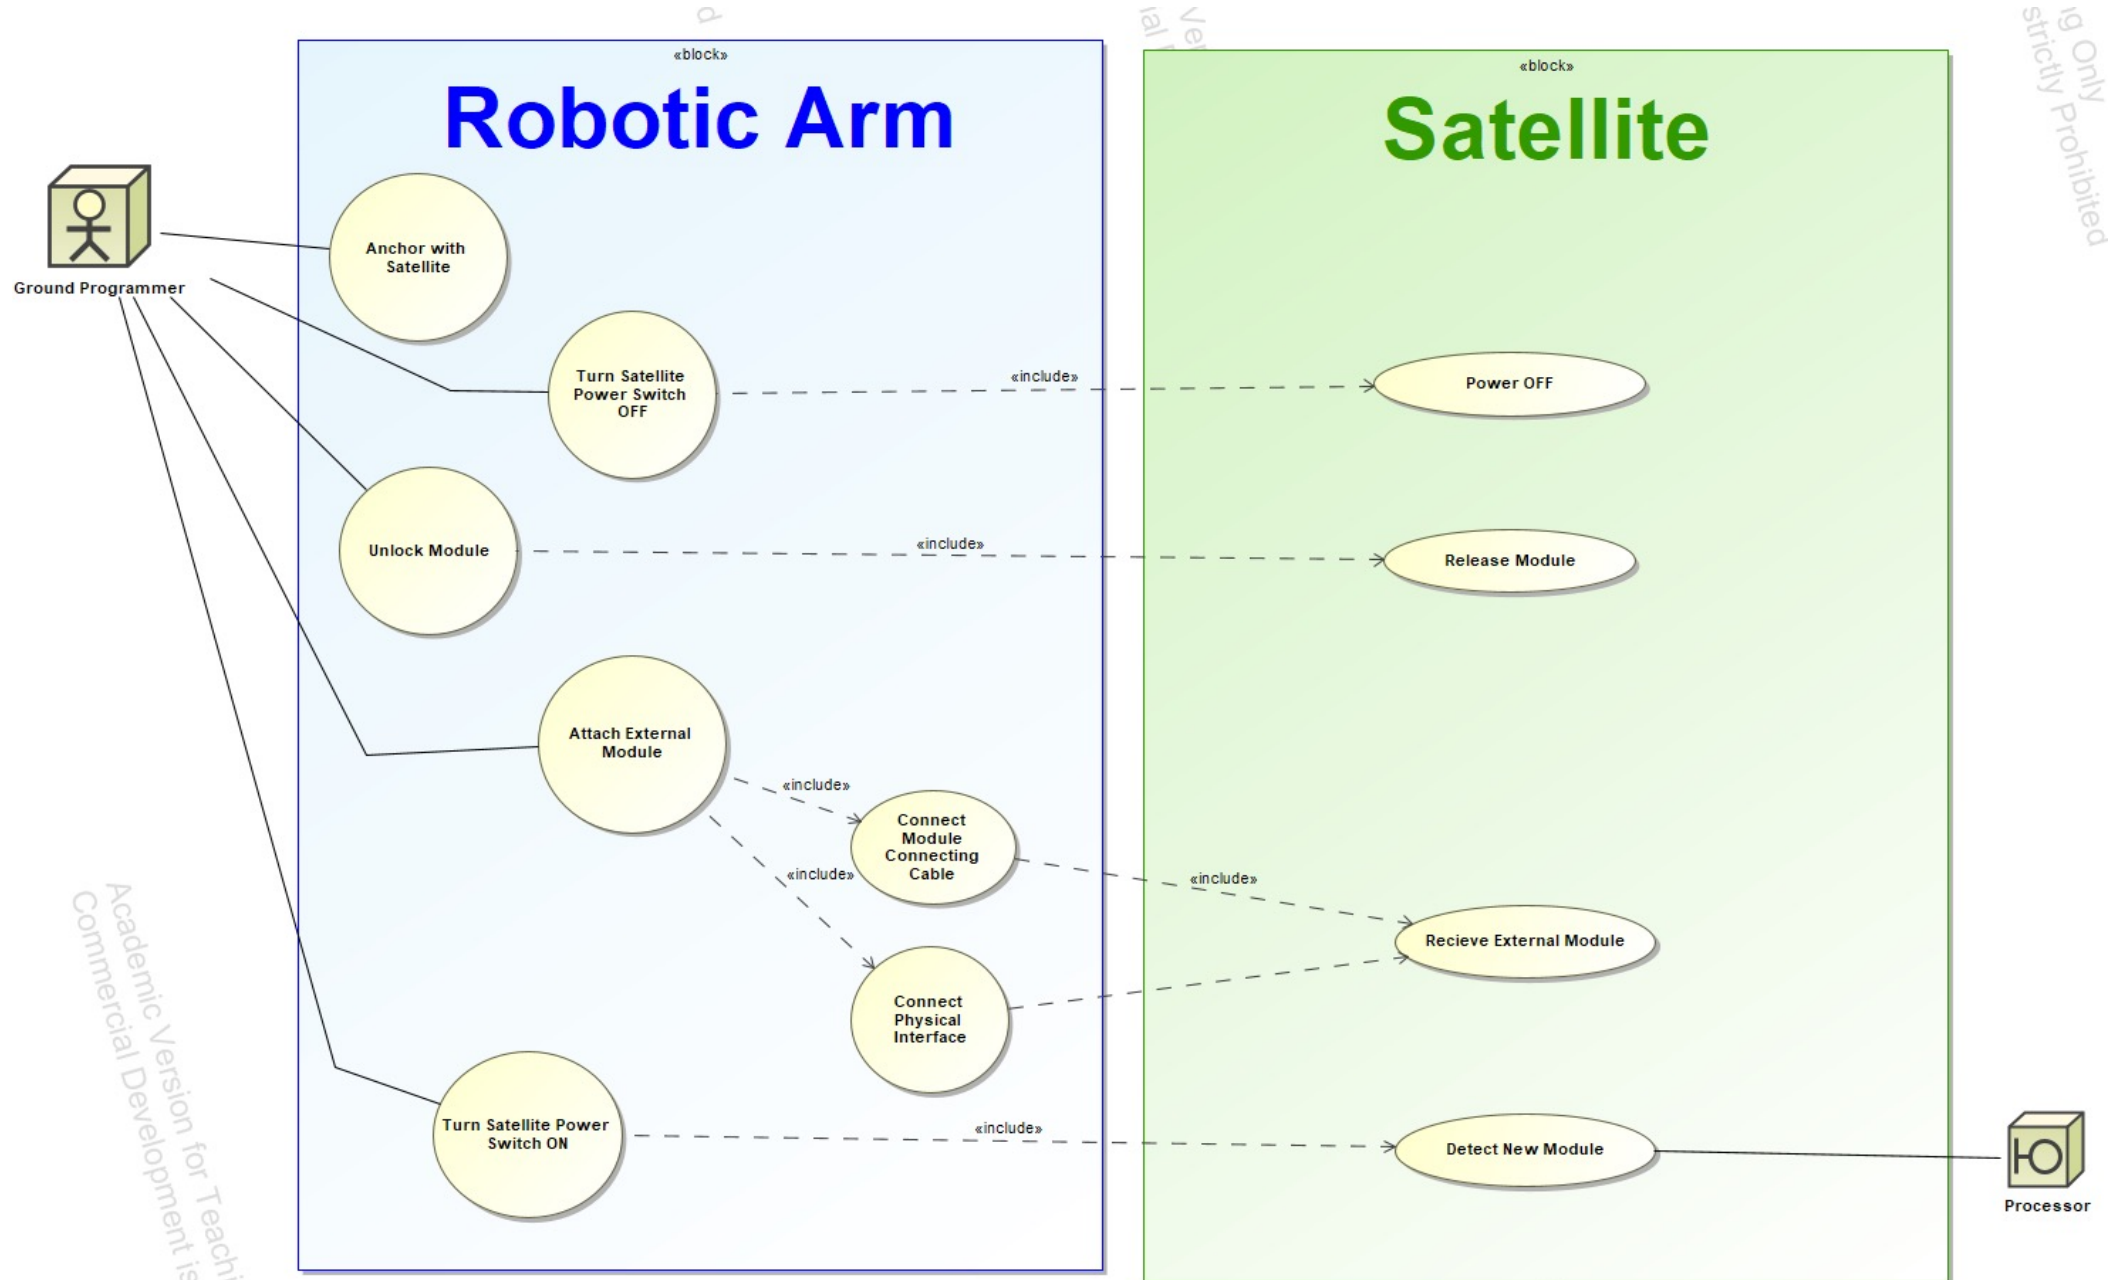 «block»
Robotic Arm
«block»
Satellite
Ground Programmer
Anchor with
Satellite
Turn Satellite
Power Switch
OFF
«include»
Power OFF
Unlock Module
«include»
Release Module
Attach External
Module
«include»
«include»
Connect
Module
Connecting
Cable
«include»
Recieve External Module
Connect
Physical
Interface
Turn Satellite Power
Switch ON
«include»
Detect New Module
Processor
Academic Version for
Commercial Development is
Only
strictly Prohibited